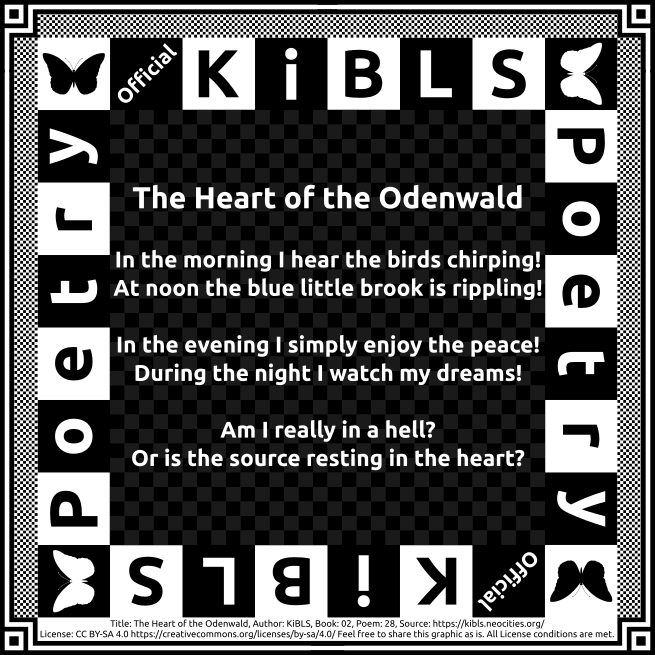 Official KiBLS
Poetry
Poetry
The Heart of the Odenwald
In the morning I hear the birds chirping!
At noon the blue little brook is rippling!
In the evening I simply enjoy the peace!
During the night I watch my dreams!
Am I really in a hell?
Or is the source resting in the heart?
Official KiBLS
Title: The Heart of the Odenwald, Author: KiBLS, Book: 02, Poem: 28, Source: https://kibls.neocities.org/
License: CC BY-SA 4.0 https://creativecommons.org/licenses/by-sa/4.0/ Feel free to share this graphic as is. All License conditions are met.